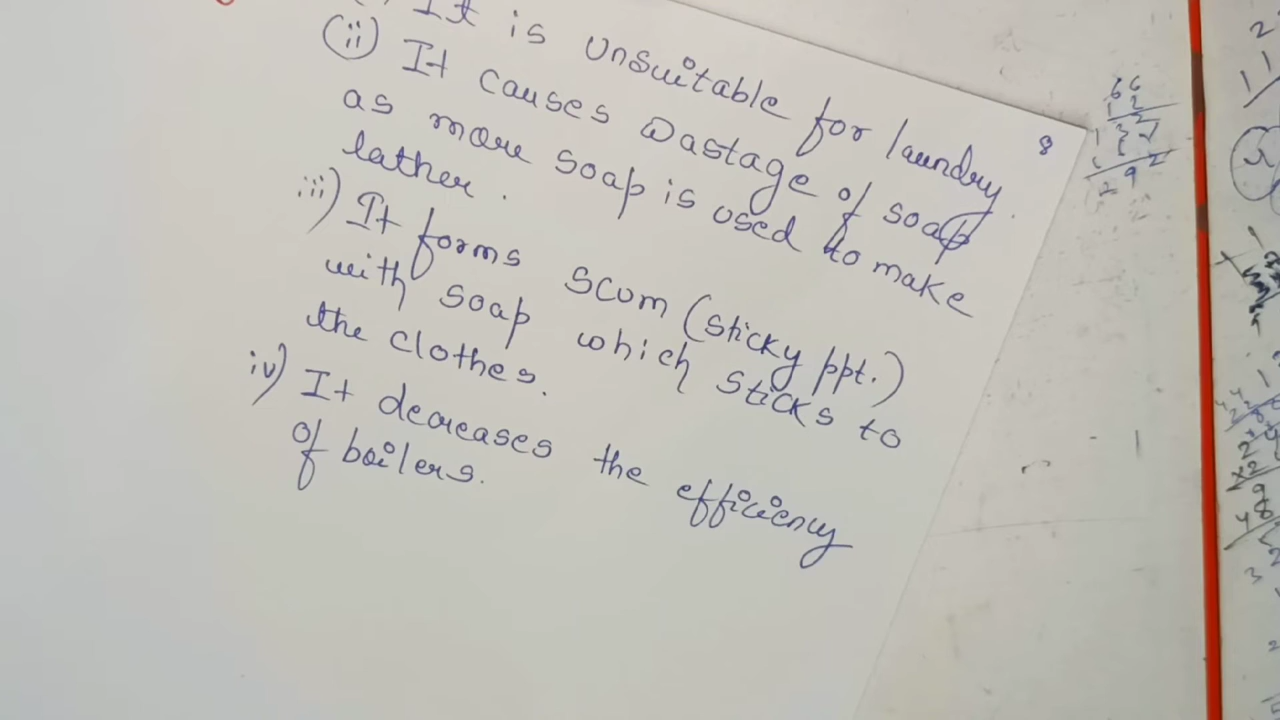 It is unsuitable for laundry.
(ii) It causes wastage of soap
as more soap is used to make
lather.
iii) It forms scum (sticky ppt.)
with soap which sticks to
the clothes.
iv) It decreases the efficiency
of boilers.
8